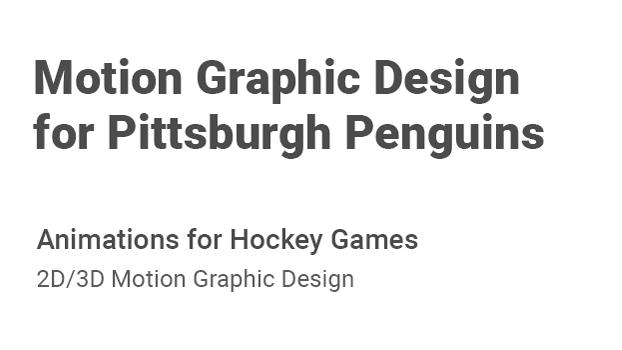 Motion Graphic Design
for Pittsburgh Penguins
Animations for Hockey Games
2D/3D Motion Graphic Design